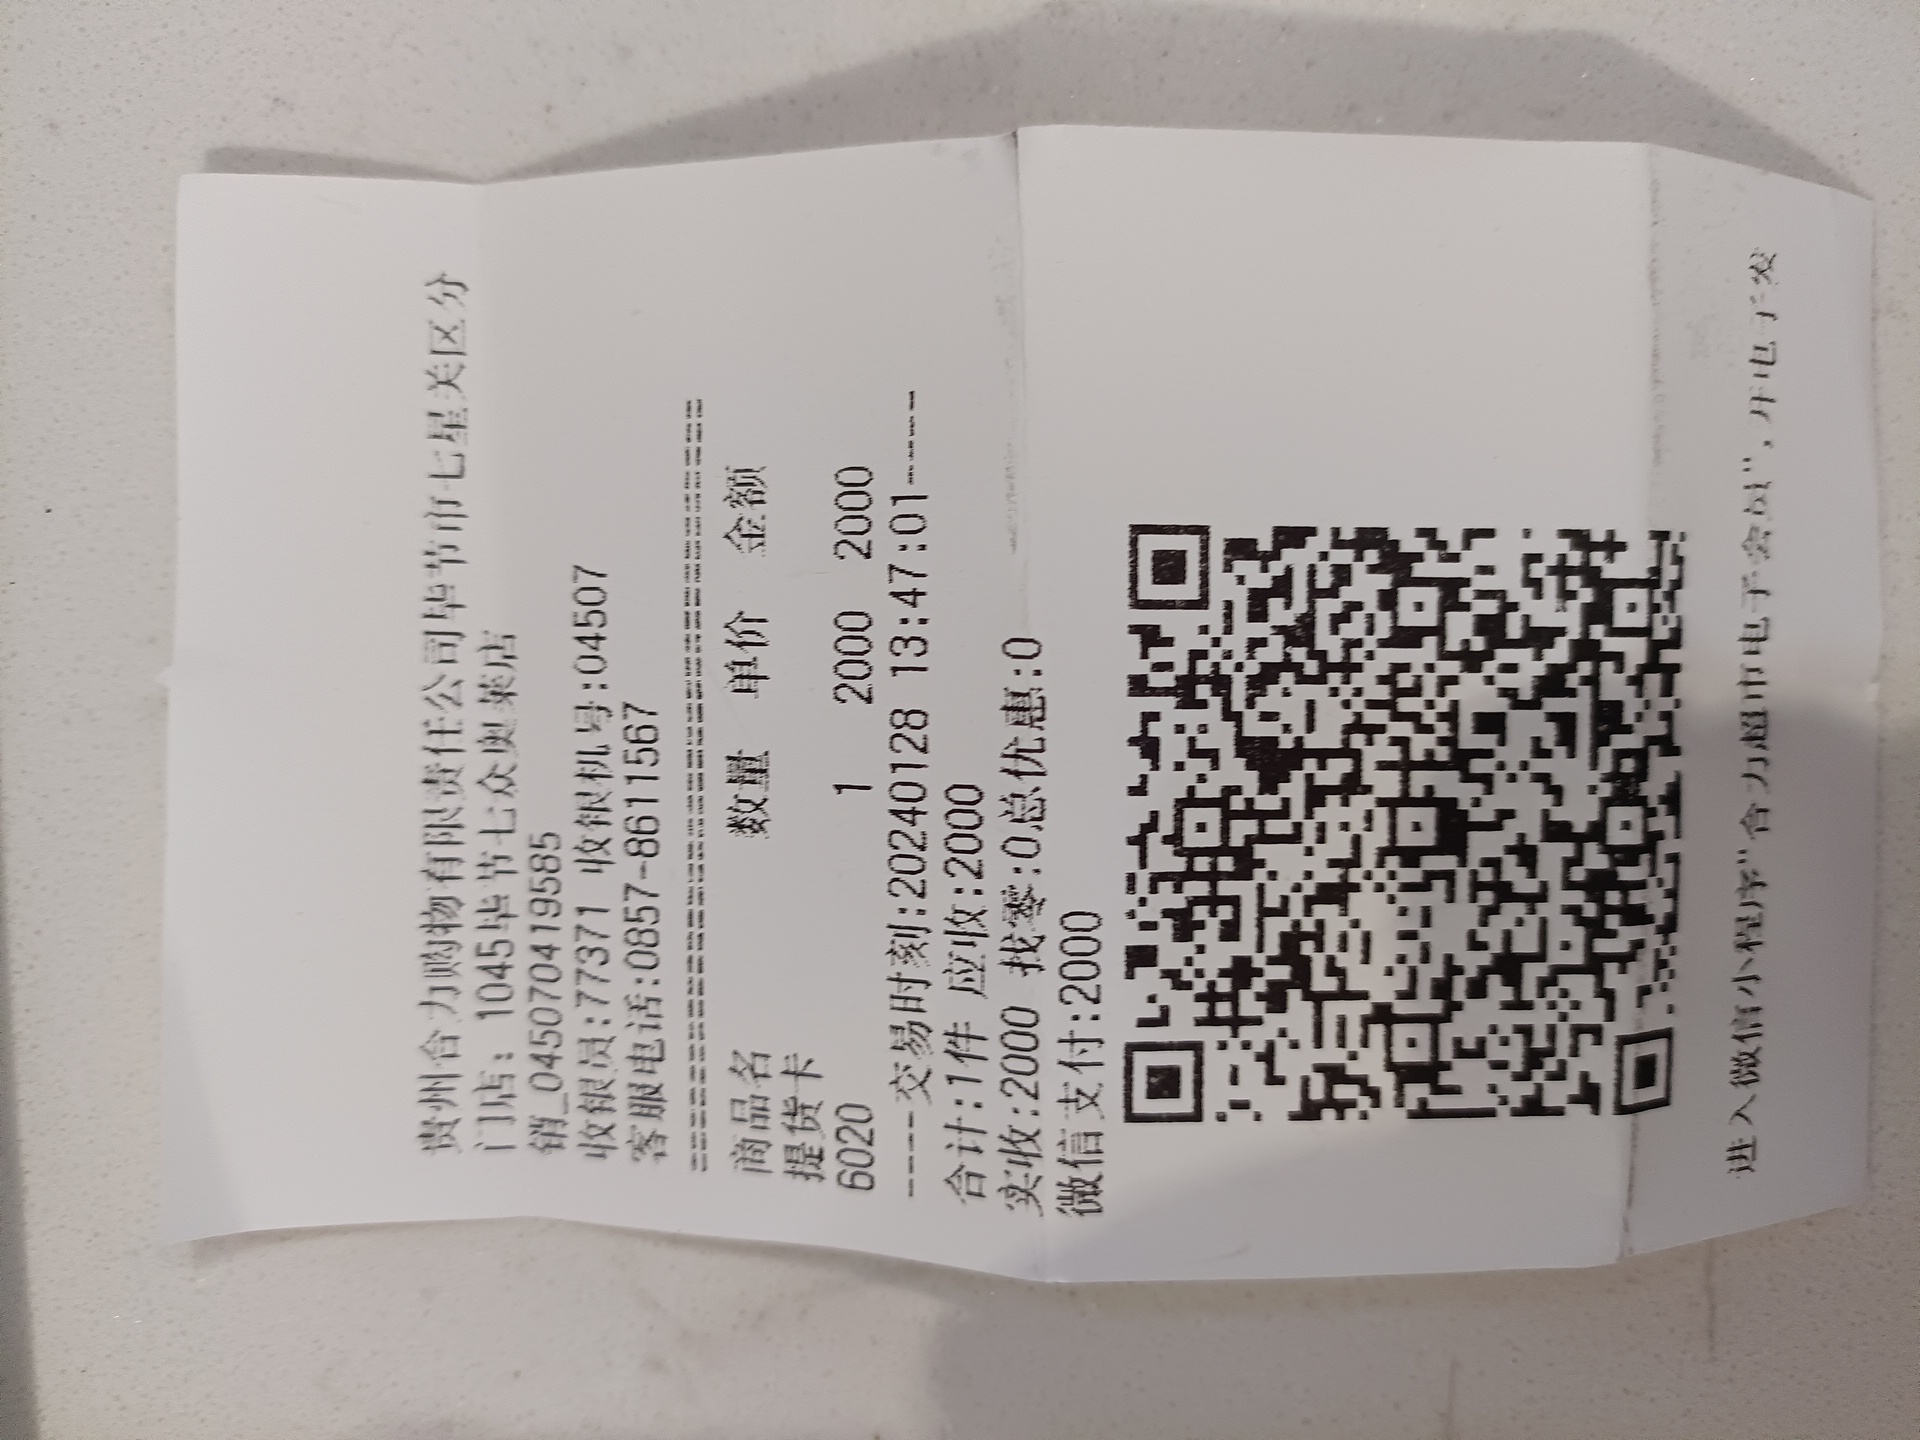 贵州合力购物有限责任公司毕节市七星关区分
门店: 1045毕节七众奥莱店
销_045070419585
收银员:77371 收银机号:04507
客服电话:0857-8611567
商品名 数量 单价 金额
提货卡
6020 1 2000 2000
----交易时刻:20240128 13:47:01-----
合计:1件 应收:2000
实收:2000 找零:0总优惠:0
微信支付:2000
进入微信小程序"合力超市电子会员", 开电子发